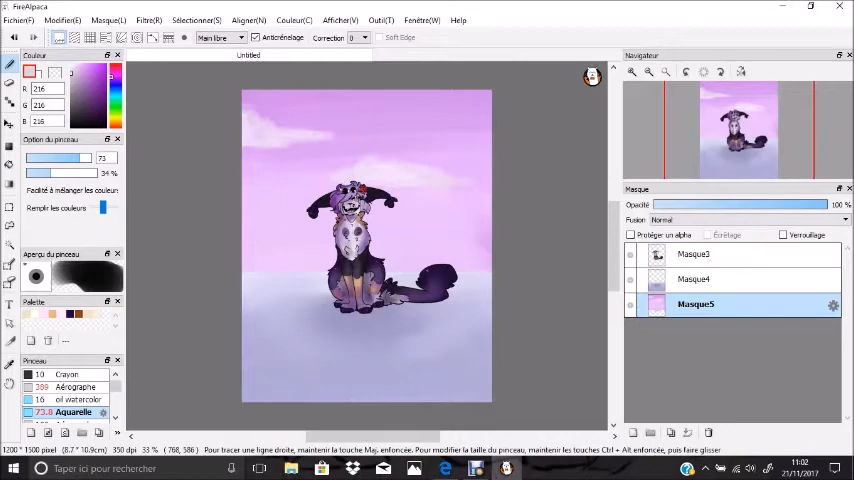 FireAlpaca
Fichier(F) Modifier(E) Masque(L) Filtre(R) Sélectionner(S) Aligner(N) Couleur(C) Afficher(V) Outil(T) Fenêtre(W) Help
Main libre Anticrénelage Correction 0 Soft Edge
Couleur Untitled Navigateur
R 216
G 216
B 216
Option du pinceau
73
34 %
Facilité à mélanger les couleurs
Remplir les couleurs
Masque
Opacité 100 %
Fusion Normal
Protéger un alpha Écrêtage Verrouillage
Masque3
Aperçu du pinceau
Masque4
Masque5
Palette
---
Pinceau
10 Crayon
389 Aérographe
16 oil watercolor
73.8 Aquarelle
1200 * 1500 pixel (8.7 * 10.9cm) 350 dpi 33 % ( 768, 586 ) Pour tracer une ligne droite, maintenir la touche Maj. enfoncée. Pour modifier la taille du pinceau, maintenir les touches Ctrl + Alt enfoncée, puis faire glisser
Taper ici pour rechercher
11:02
21/11/2017